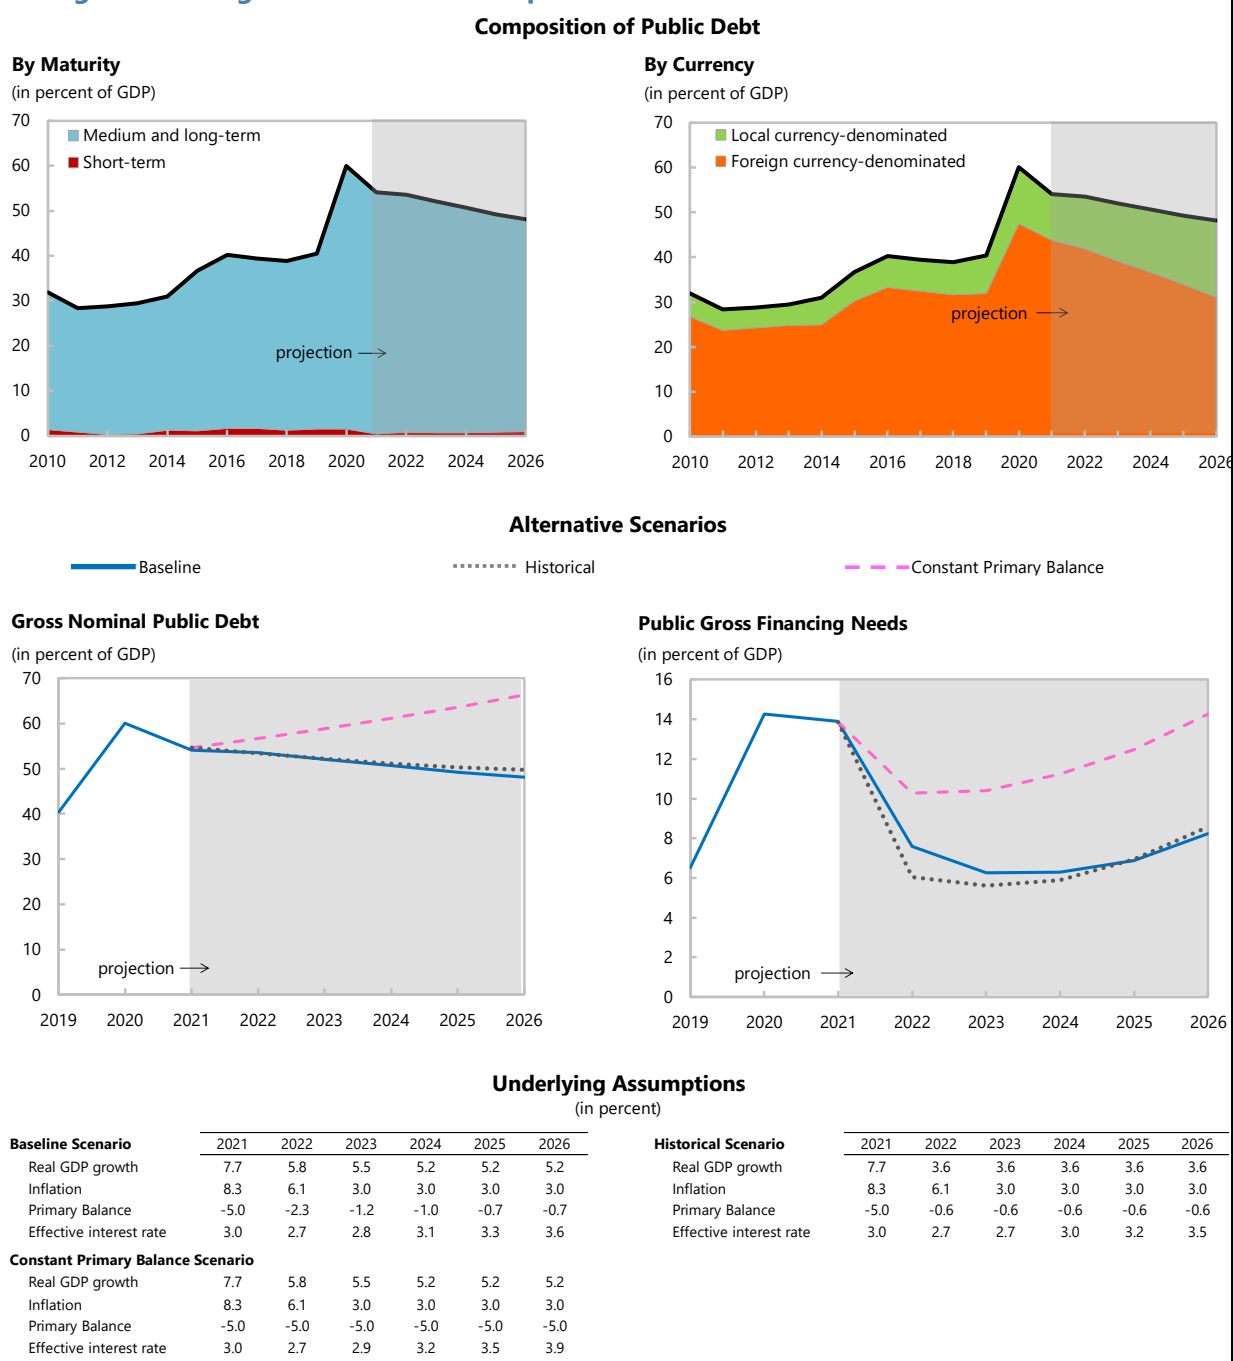 Composition of Public Debt
By Maturity
(in percent of GDP)
70
60
50
40
30
20
10
0
Medium and long-term
Short-term
projection
2010 2012 2014 2016 2018 2020 2022 2024 2026
By Currency
(in percent of GDP)
70
60
50
40
30
20
10
0
Local currency-denominated
Foreign currency-denominated
projection
2010 2012 2014 2016 2018 2020 2022 2024 2026
Alternative Scenarios
Baseline Historical Constant Primary Balance
Gross Nominal Public Debt
(in percent of GDP)
70
60
50
40
30
20
10
0
projection
2019 2020 2021 2022 2023 2024 2025 2026
Public Gross Financing Needs
(in percent of GDP)
16
14
12
10
8
6
4
2
0
projection
2019 2020 2021 2022 2023 2024 2025 2026
Underlying Assumptions
(in percent)
Baseline Scenario 2021 2022 2023 2024 2025 2026
Real GDP growth 7.7 5.8 5.5 5.2 5.2 5.2
Inflation 8.3 6.1 3.0 3.0 3.0 3.0
Primary Balance -5.0 -2.3 -1.2 -1.0 -0.7 -0.7
Effective interest rate 3.0 2.7 2.8 3.1 3.3 3.6
Constant Primary Balance Scenario
Real GDP growth 7.7 5.8 5.5 5.2 5.2 5.2
Inflation 8.3 6.1 3.0 3.0 3.0 3.0
Primary Balance -5.0 -5.0 -5.0 -5.0 -5.0 -5.0
Effective interest rate 3.0 2.7 2.9 3.2 3.5 3.9
Historical Scenario 2021 2022 2023 2024 2025 2026
Real GDP growth 7.7 3.6 3.6 3.6 3.6 3.6
Inflation 8.3 6.1 3.0 3.0 3.0 3.0
Primary Balance -5.0 -0.6 -0.6 -0.6 -0.6 -0.6
Effective interest rate 3.0 2.7 2.7 3.0 3.2 3.5